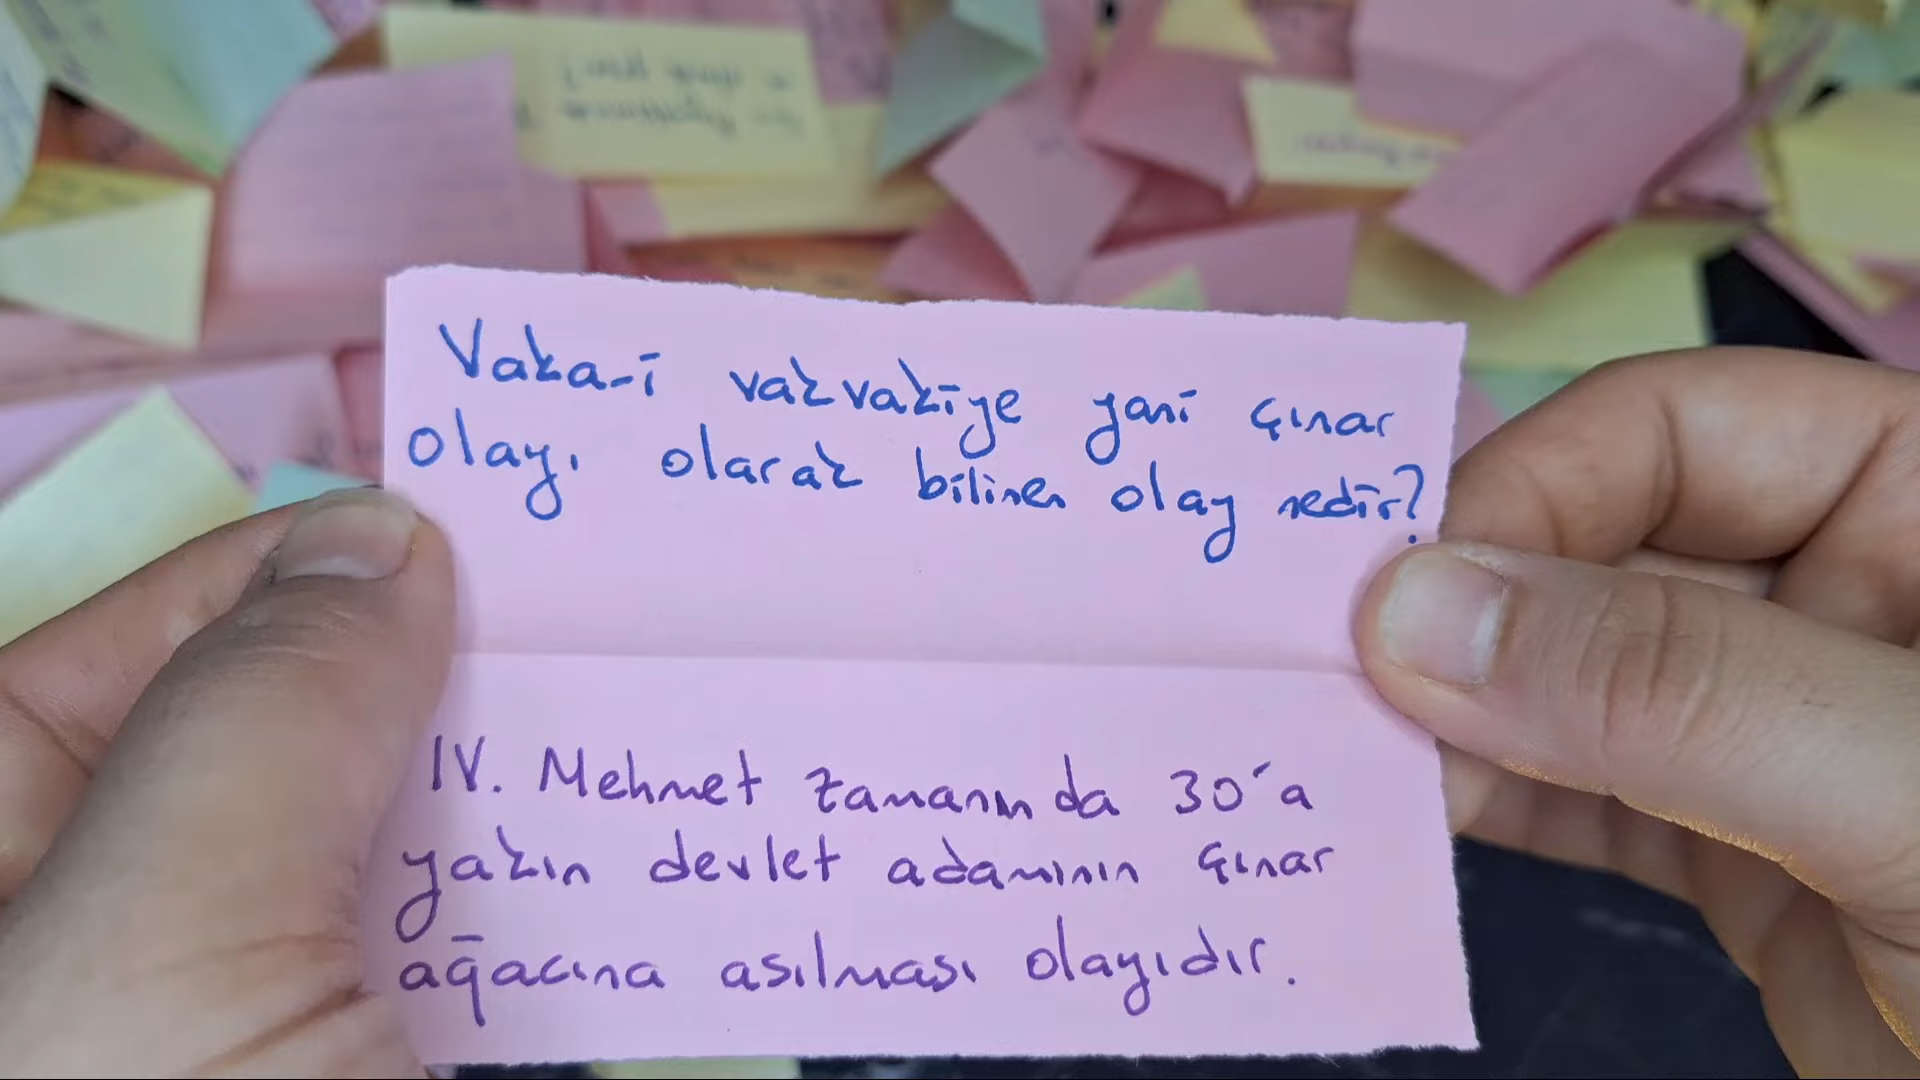 Vaka-i vakvakiye yani çınar
olayı olarak bilinen olay nedir?
IV. Mehmet zamanında 30'a
yakın devlet adamının çınar
ağacına asılması olayıdır.